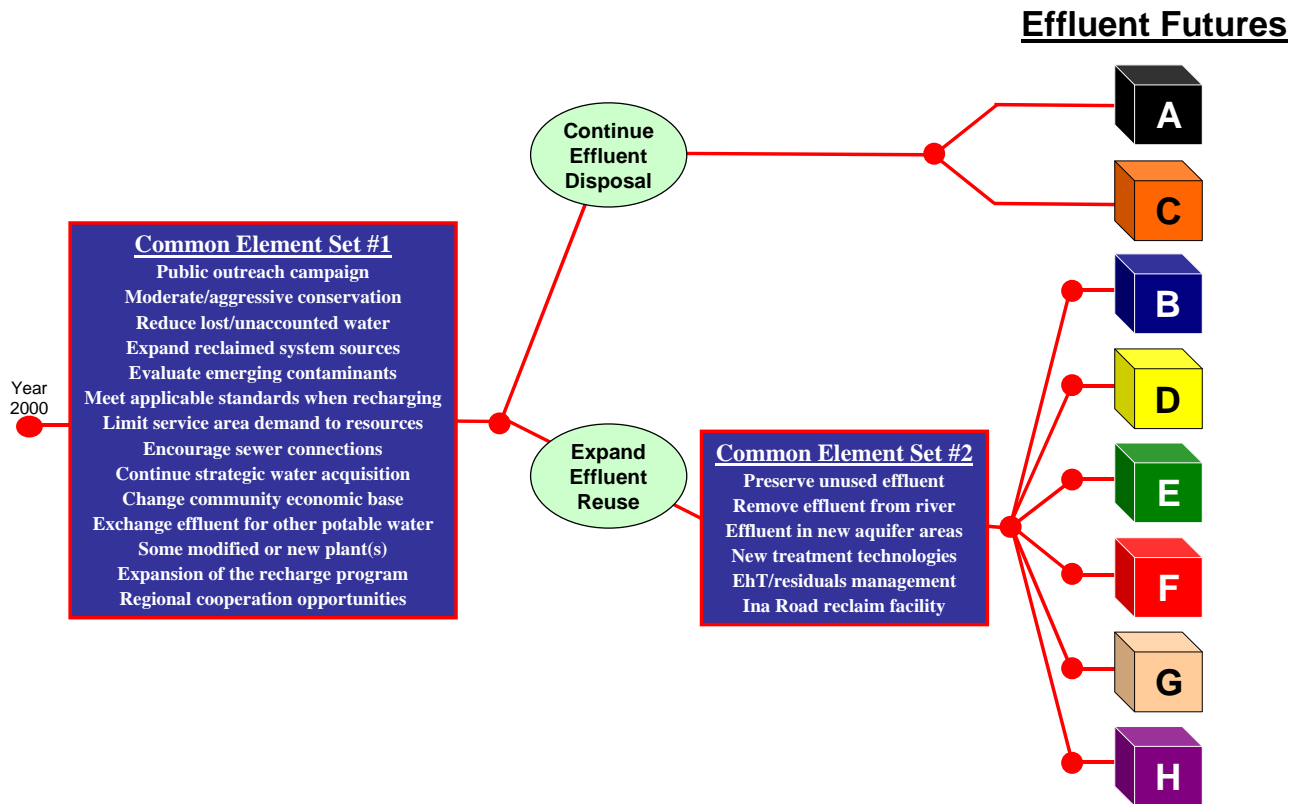 Effluent Futures
A
Continue
Effluent
Disposal
C
Common Element Set #1
Public outreach campaign
Moderate/aggressive conservation
Reduce lost/unaccounted water
Expand reclaimed system sources
Evaluate emerging contaminants
Meet applicable standards when recharging
Limit service area demand to resources
Encourage sewer connections
Continue strategic water acquisition
Change community economic base
Exchange effluent for other potable water
Some modified or new plant(s)
Expansion of the recharge program
Regional cooperation opportunities
Year
2000
B
D
Expand
Effluent
Reuse
Common Element Set #2
Preserve unused effluent
Remove effluent from river
Effluent in new aquifer areas
New treatment technologies
EhT/residuals management
Ina Road reclaim facility
E
F
G
H